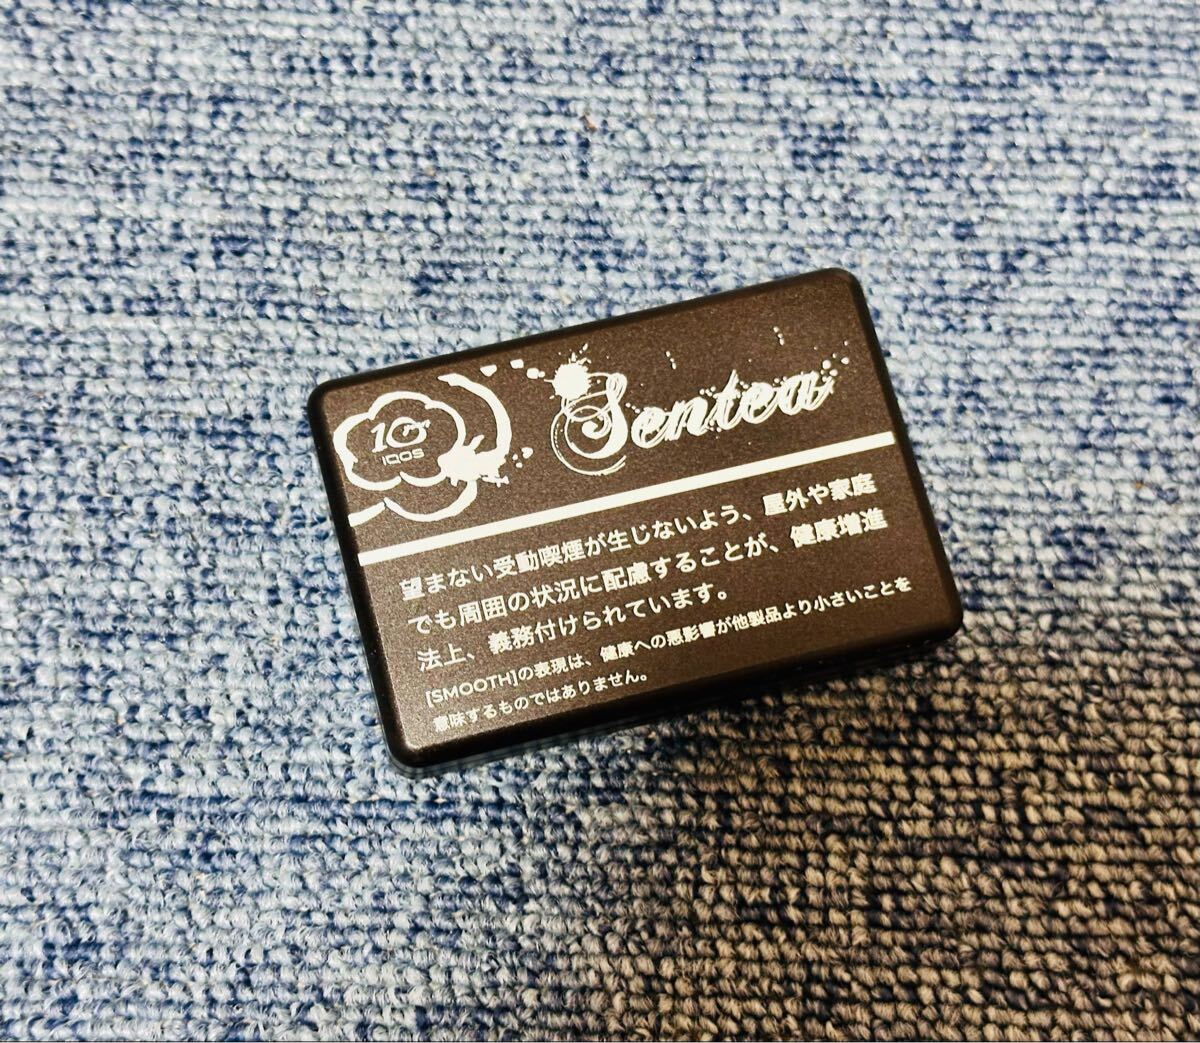 10
IQOS
Sentea
望まない受動喫煙が生じないよう、屋外や家庭
でも周囲の状況に配慮することが、健康増進
法上、義務付けられています。
[SMOOTH]の表現は、健康への悪影響が他製品より小さいことを
意味するものではありません。